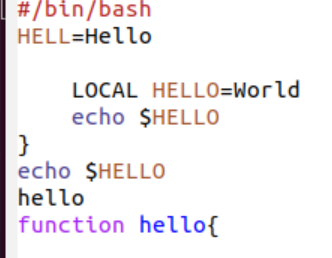 #/bin/bash
HELL=Hello
LOCAL HELLO=World
echo $HELLO
}
echo $HELLO
hello
function hello{